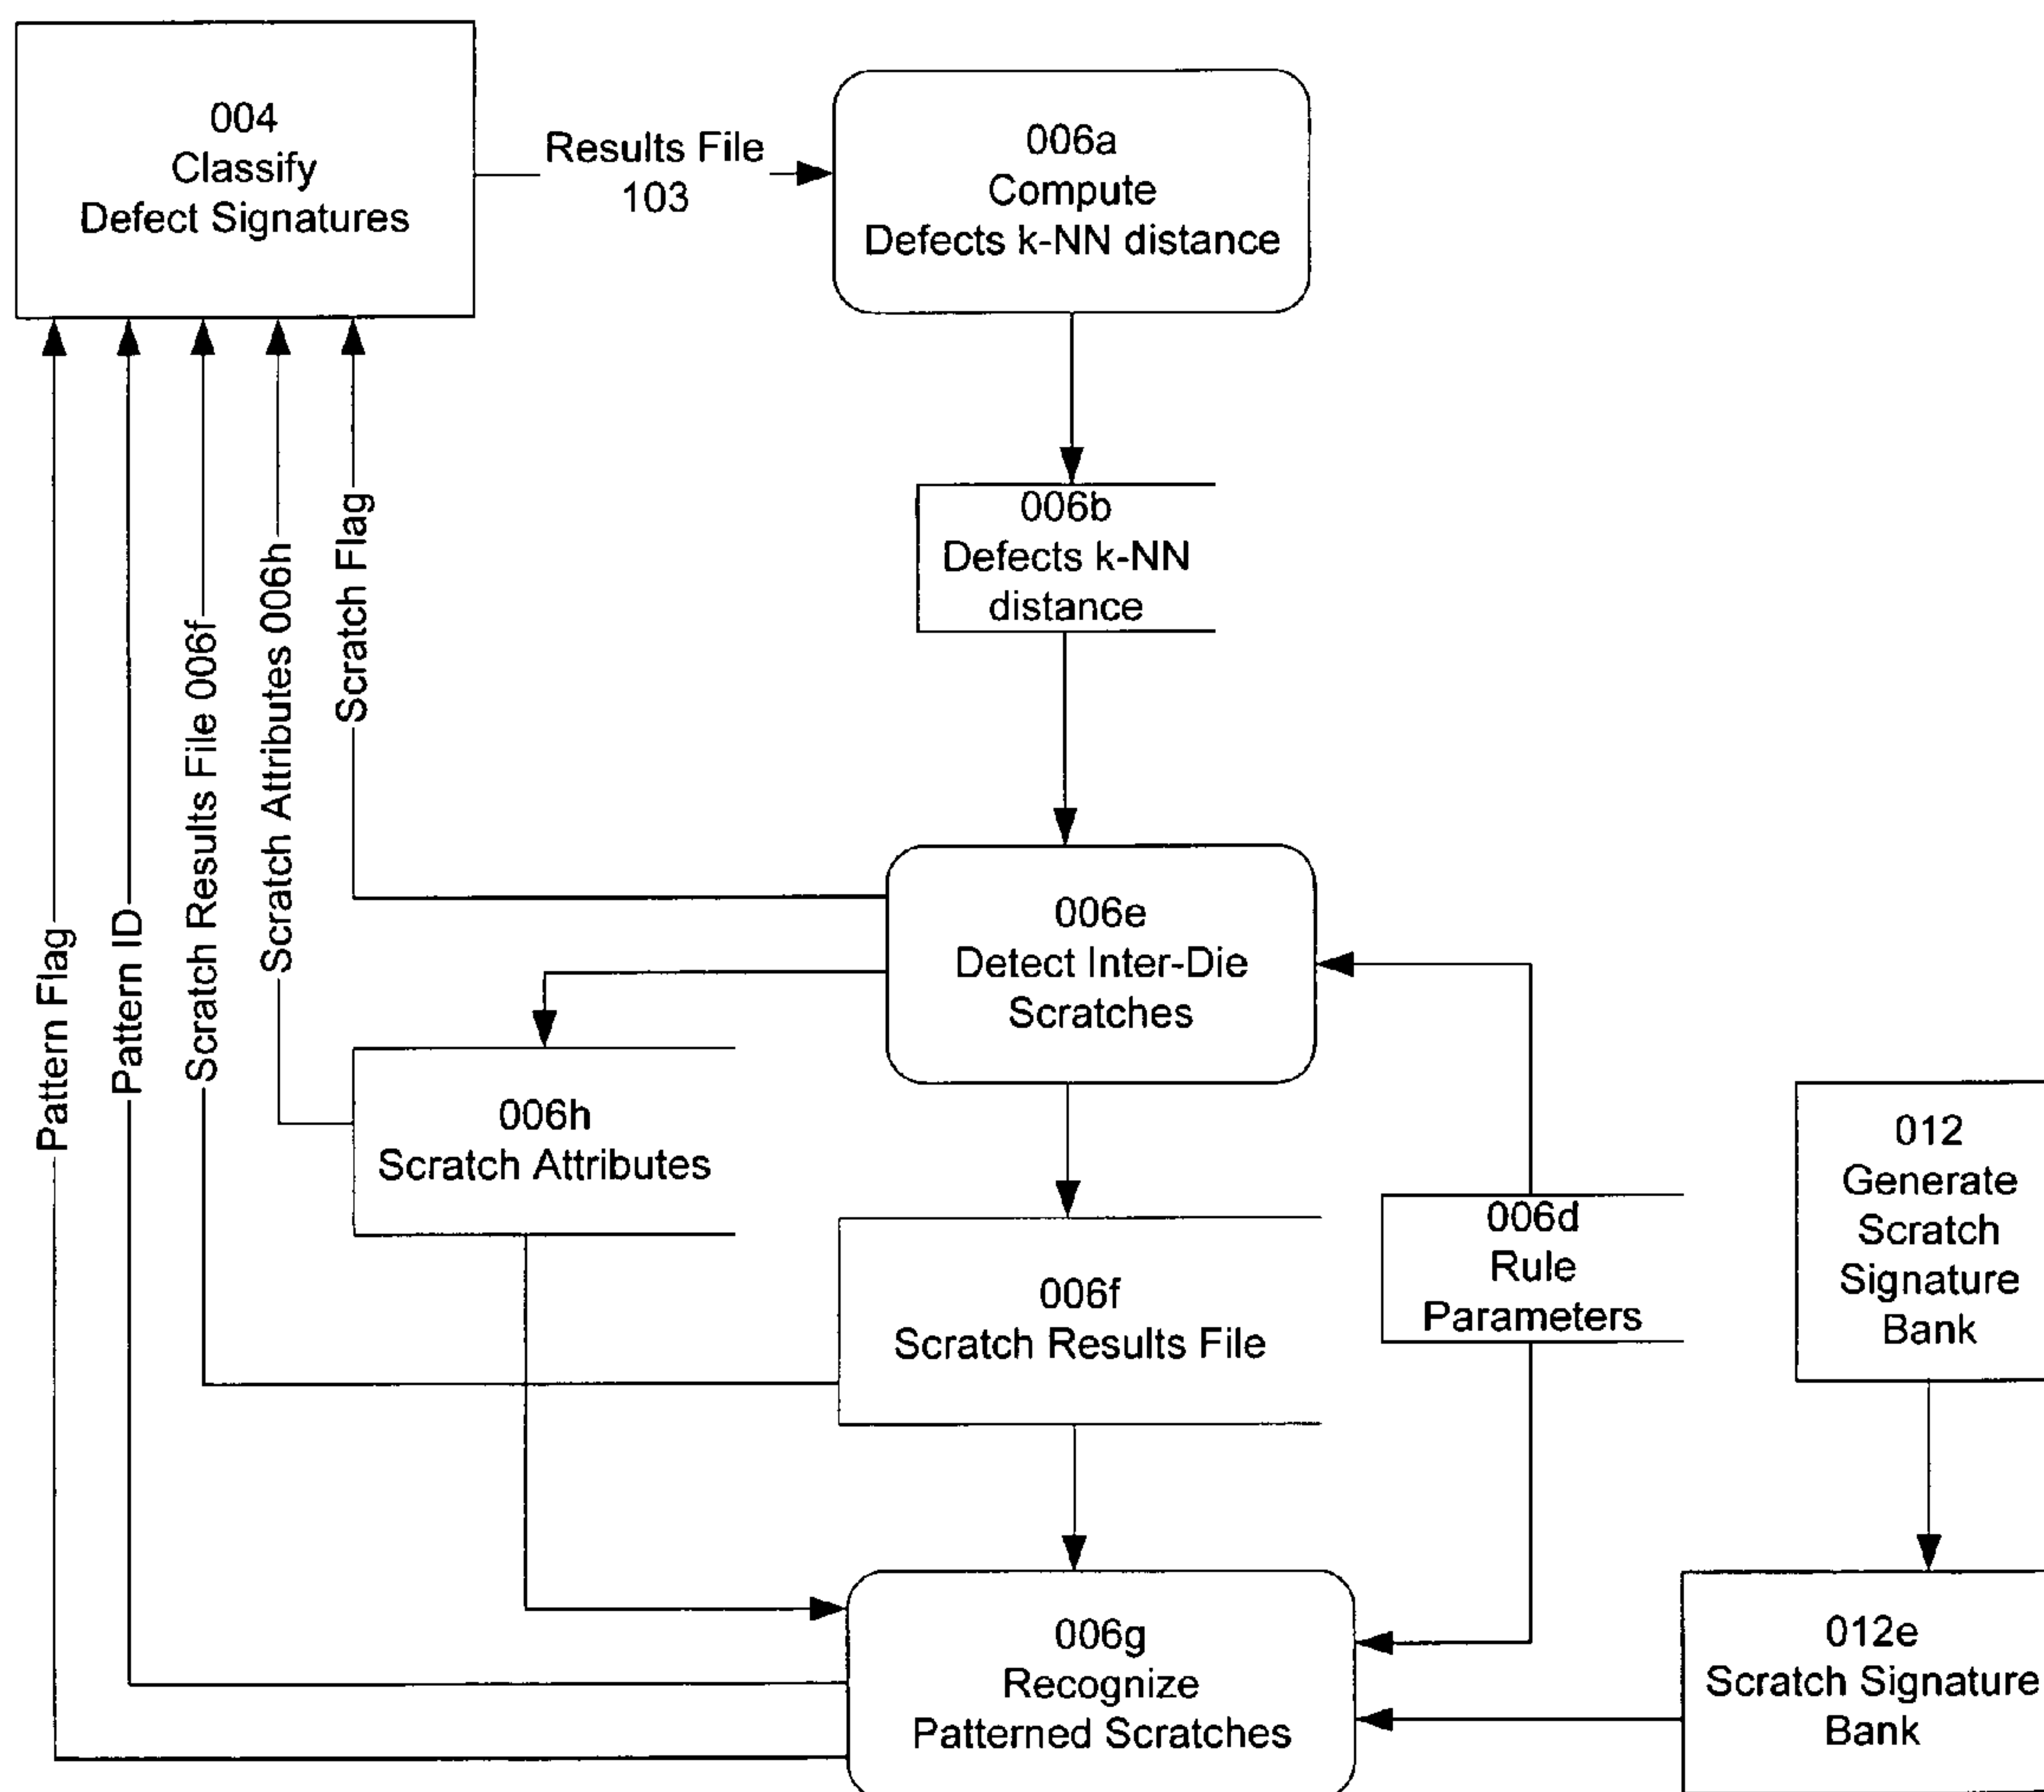 004
Classify
Defect Signatures
Results File
103
006a
Compute
Defects k-NN distance
006b
Defects k-NN
distance
Scratch Flag
Scratch Attributes 006h
Scratch Results File 006f
Pattern ID
Pattern Flag
006e
Detect Inter-Die
Scratches
006h
Scratch Attributes
006f
Scratch Results File
006d
Rule
Parameters
012
Generate
Scratch
Signature
Bank
006g
Recognize
Patterned Scratches
012e
Scratch Signature
Bank